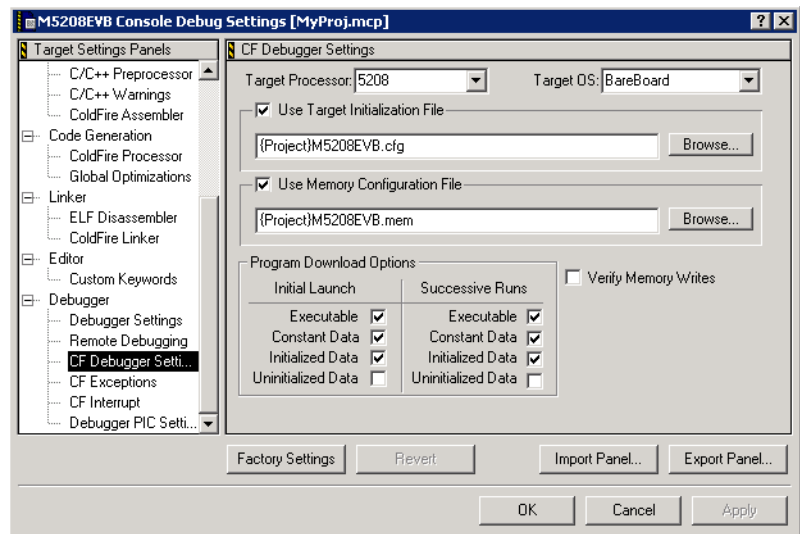 M5208EVB Console Debug Settings [MyProj.mcp]
Target Settings Panels
C/C++ Preprocessor
C/C++ Warnings
ColdFire Assembler
Code Generation
ColdFire Processor
Global Optimizations
Linker
ELF Disassembler
ColdFire Linker
Editor
Custom Keywords
Debugger
Debugger Settings
Remote Debugging
CF Debugger Setti...
CF Exceptions
CF Interrupt
Debugger PIC Setti...
CF Debugger Settings
Target Processor: 5208 Target OS: BareBoard
Use Target Initialization File
{Project}M5208EVB.cfg Browse...
Use Memory Configuration File
{Project}M5208EVB.mem Browse...
Program Download Options
Verify Memory Writes
Initial Launch Successive Runs
Executable Executable
Constant Data Constant Data
Initialized Data Initialized Data
Uninitialized Data Uninitialized Data
Factory Settings Revert Import Panel... Export Panel...
OK Cancel Apply